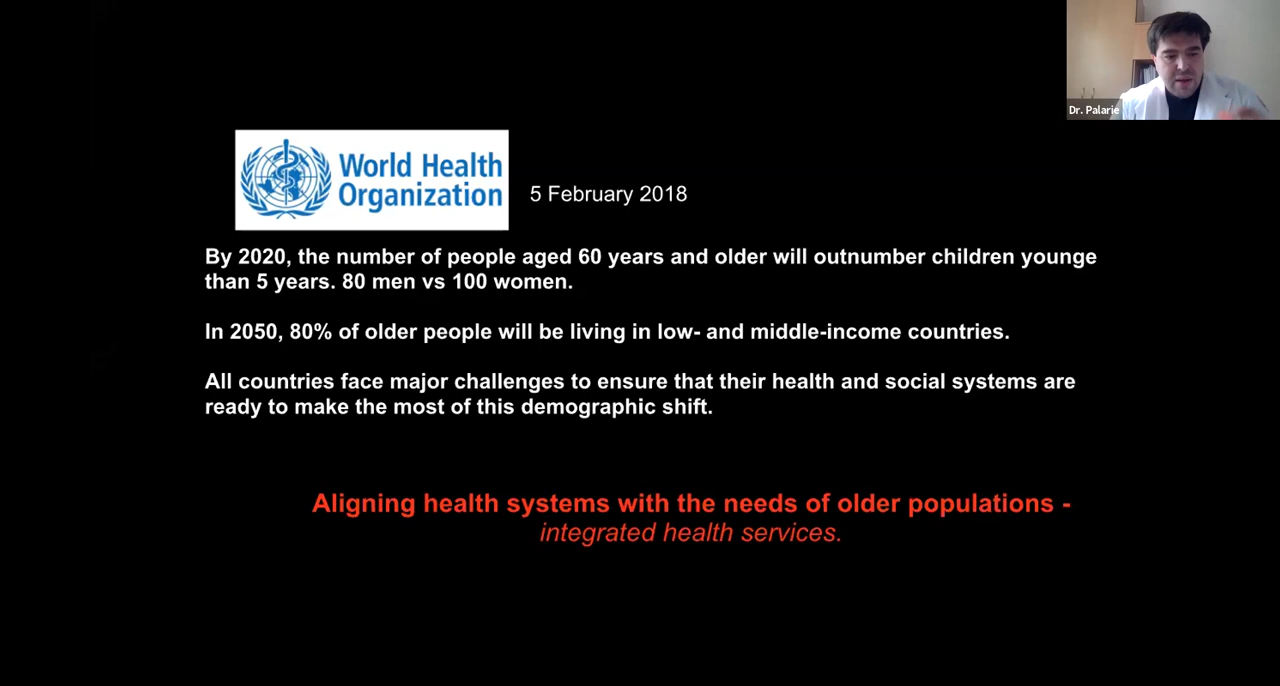 Dr. Palarie
World Health
Organization
5 February 2018
By 2020, the number of people aged 60 years and older will outnumber children younge
than 5 years. 80 men vs 100 women.
In 2050, 80% of older people will be living in low- and middle-income countries.
All countries face major challenges to ensure that their health and social systems are
ready to make the most of this demographic shift.
Aligning health systems with the needs of older populations -
integrated health services.